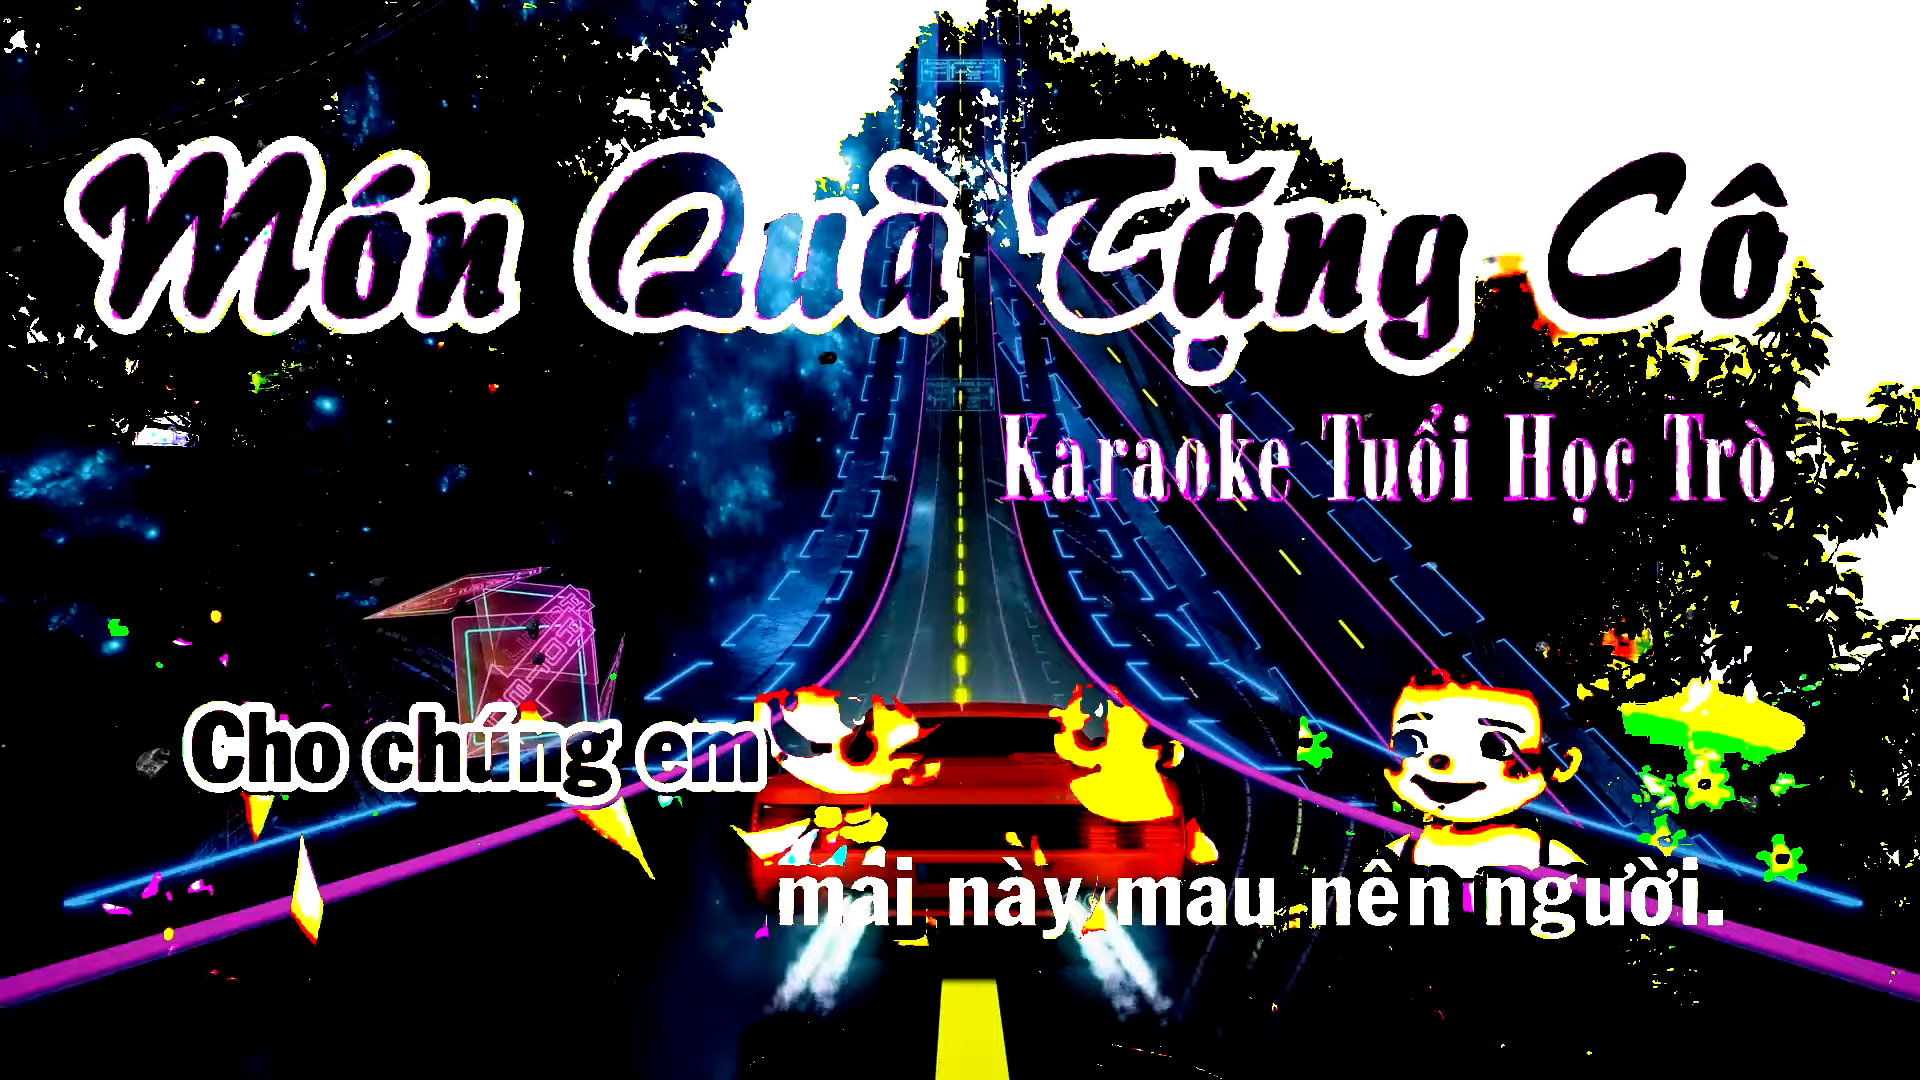 Món Quà Tặng Cô
Karaoke Tuổi Học Trò
Cho chúng em
mai này mau nên người.